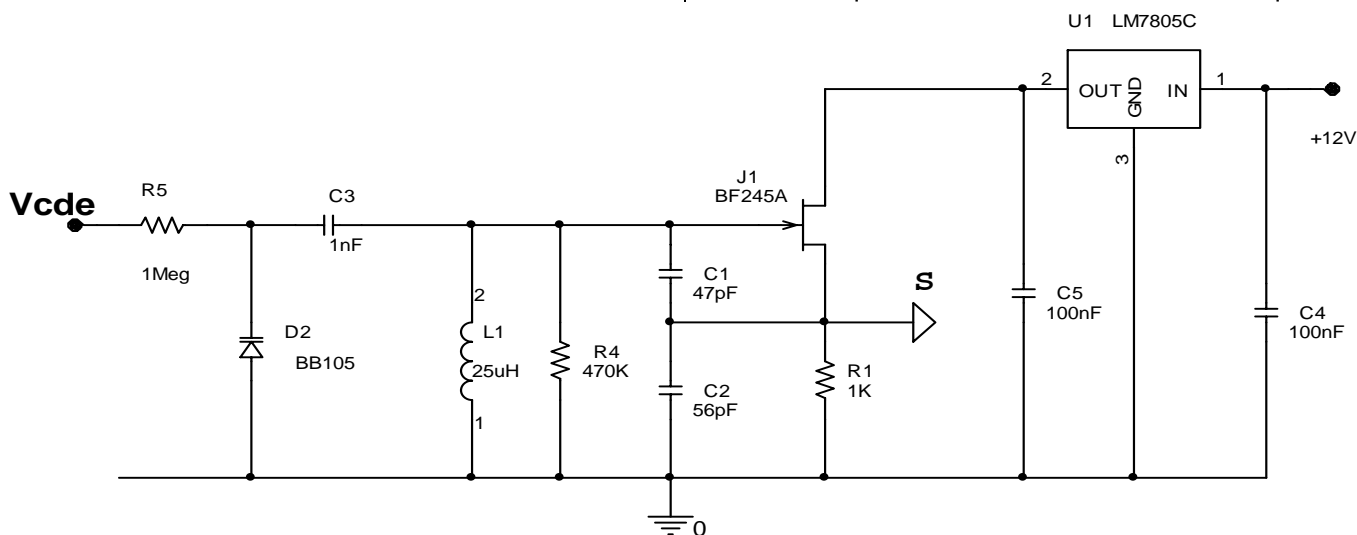 U1 LM7805C
2
OUT
GND
IN
1
3
+12V
Vcde
R5
1Meg
C3
1nF
J1
BF245A
D2
BB105
2
L1
25uH
1
R4
470K
C1
47pF
C2
56pF
S
R1
1K
C5
100nF
C4
100nF
0